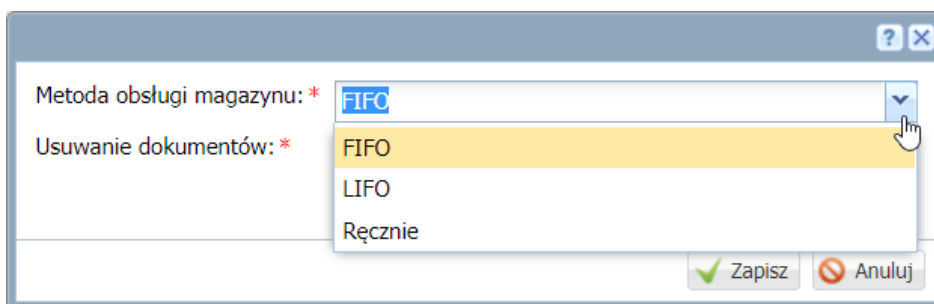 ?
Metoda obsługi magazynu: * FIFO
Usuwanie dokumentów: * FIFO
LIFO
Ręcznie
Zapisz Anuluj